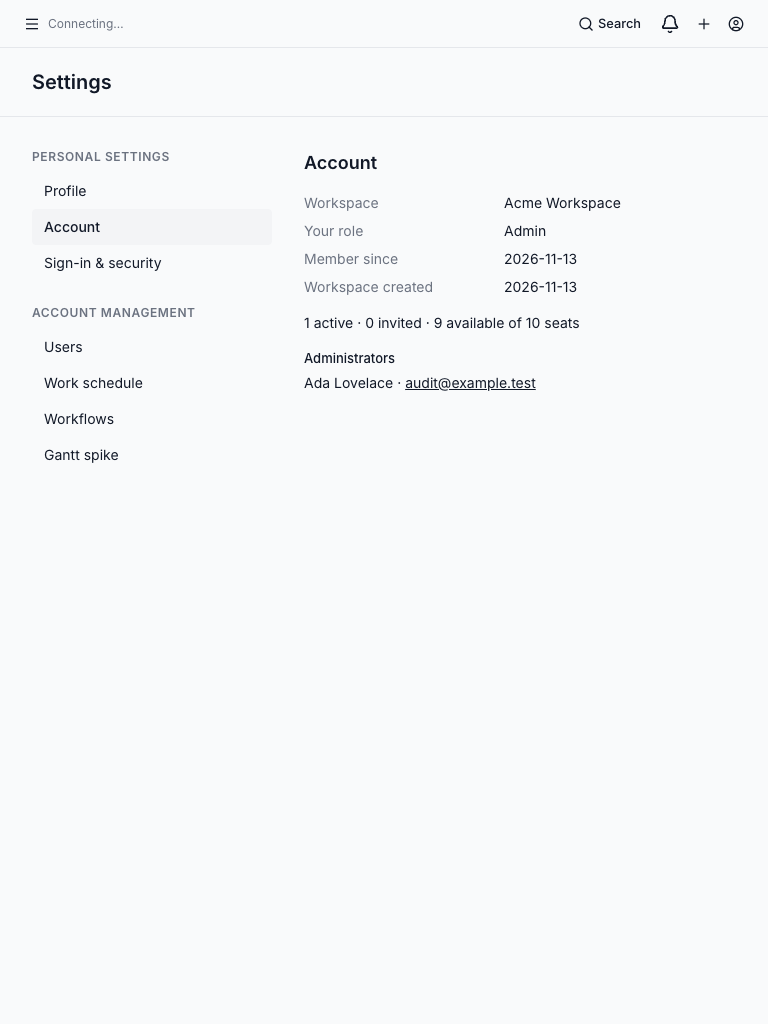 Connecting…
Search
Settings
PERSONAL SETTINGS
Profile
Account
Sign-in & security
ACCOUNT MANAGEMENT
Users
Work schedule
Workflows
Gantt spike
Account
Workspace Acme Workspace
Your role Admin
Member since 2026-11-13
Workspace created 2026-11-13
1 active · 0 invited · 9 available of 10 seats
Administrators
Ada Lovelace · audit@example.test